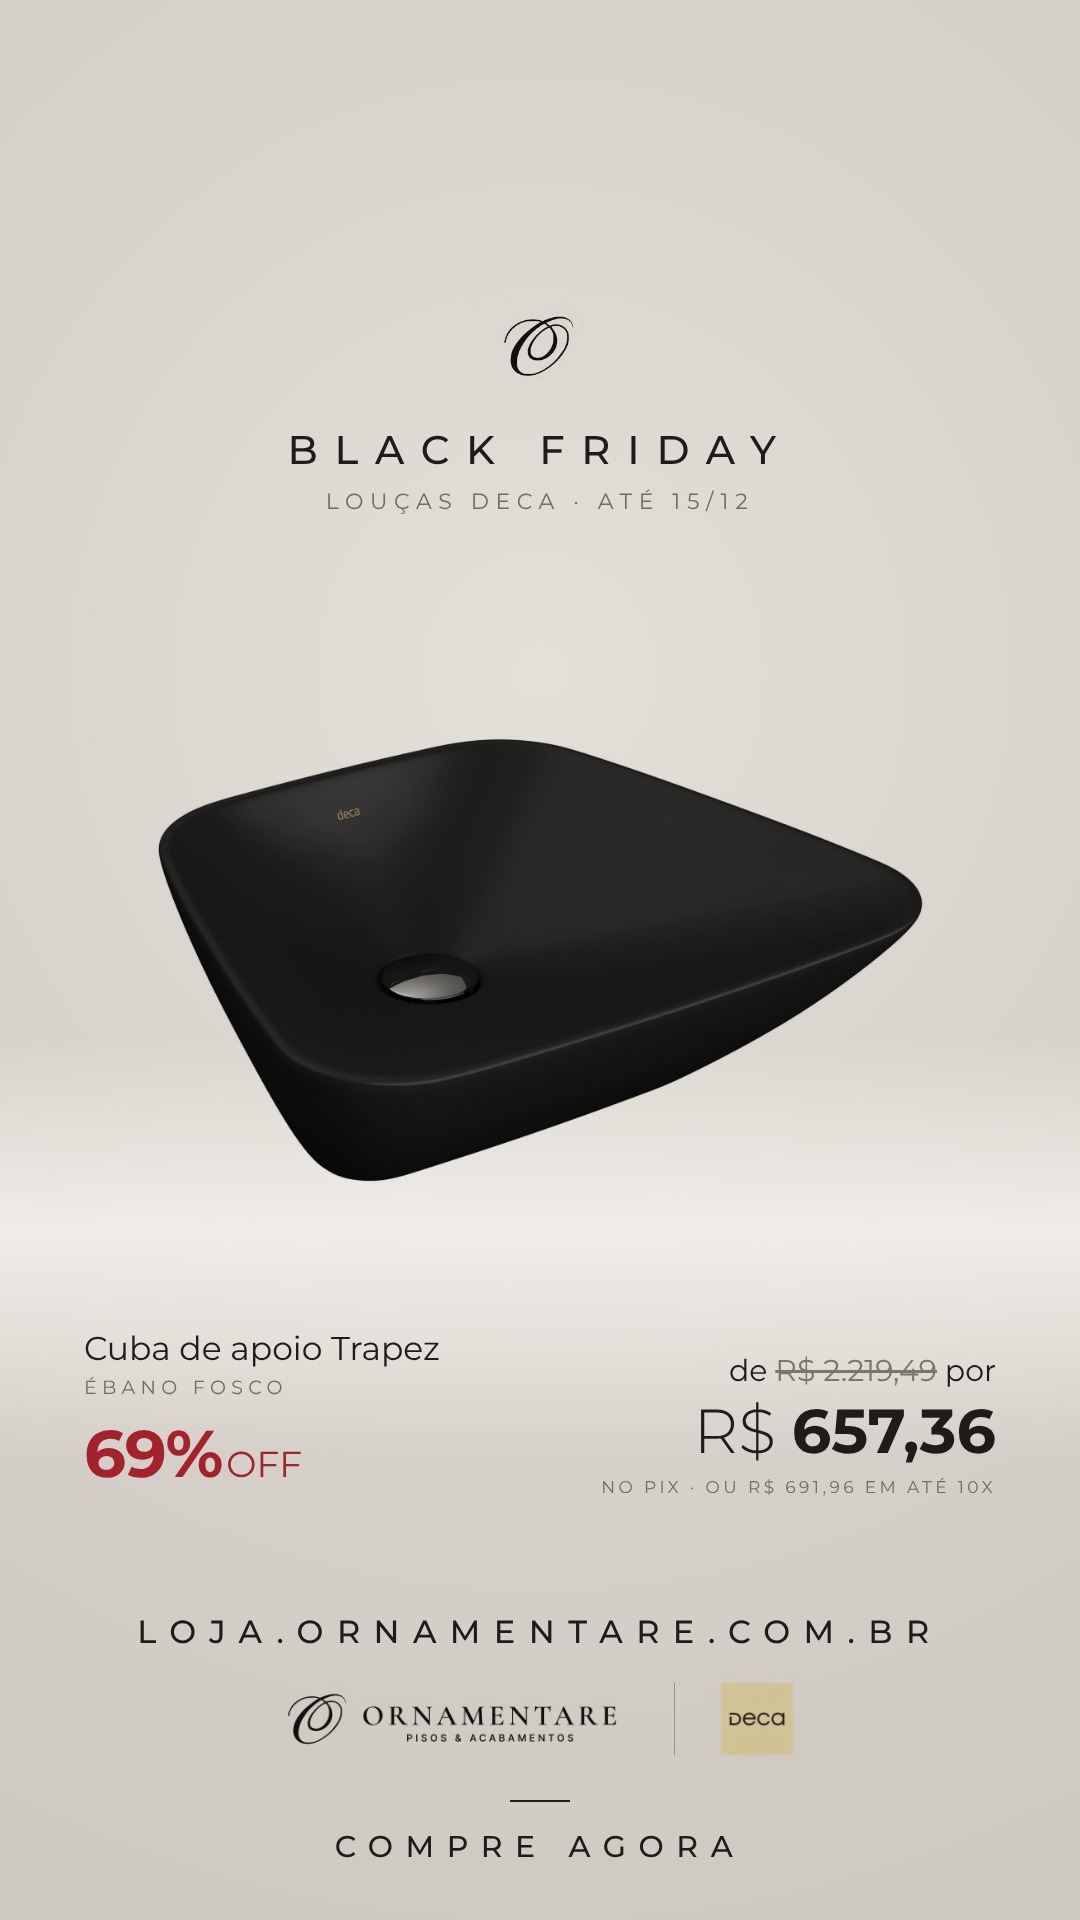 O
BLACK FRIDAY
LOUÇAS DECA · ATÉ 15/12
deca
Cuba de apoio Trapez
ÉBANO FOSCO
69% OFF
de R$ 2.219,49 por
R$ 657,36
NO PIX · OU R$ 691,96 EM ATÉ 10X
LOJA.ORNAMENTARE.COM.BR
O ORNAMENTARE
PISOS & ACABAMENTOS
Deca
COMPRE AGORA